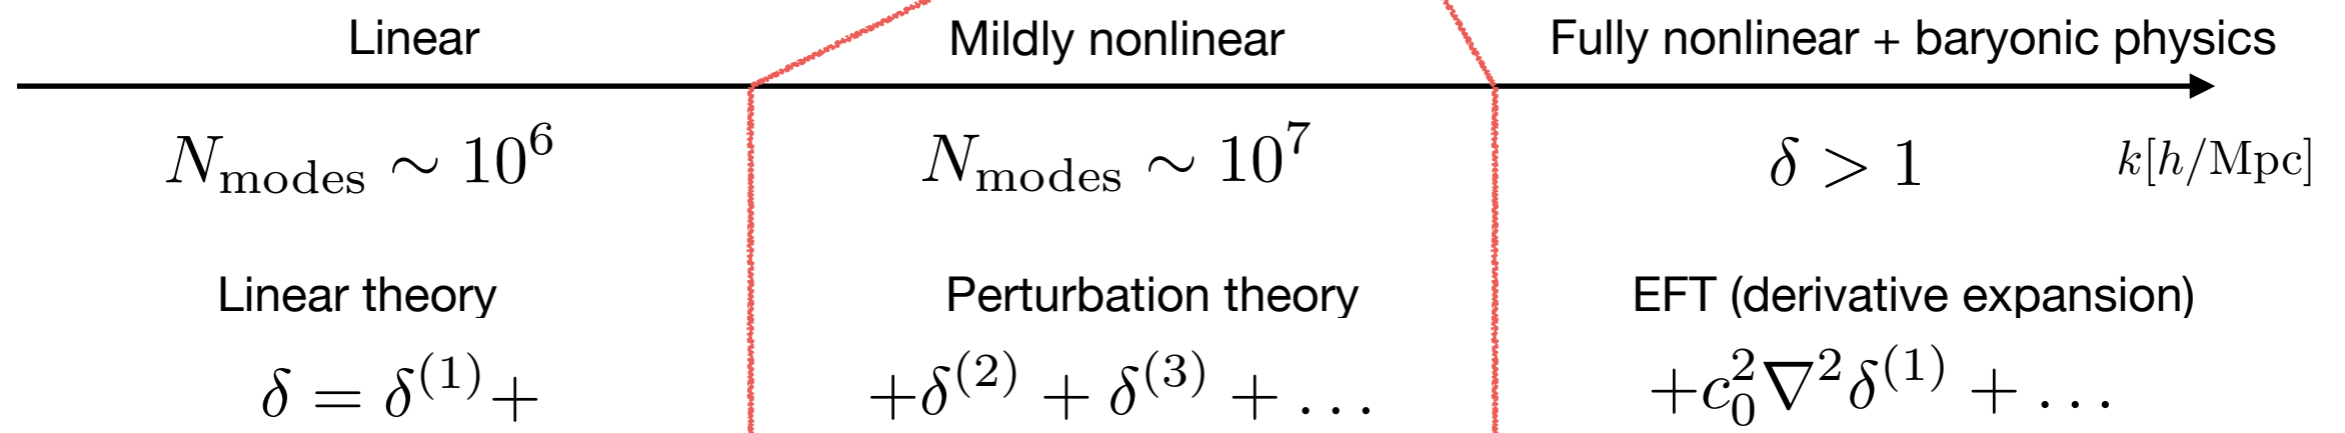 Linear Mildly nonlinear Fully nonlinear + baryonic physics
N_modes ∼ 10^6 N_modes ∼ 10^7 δ > 1 k[h/Mpc]
Linear theory Perturbation theory EFT (derivative expansion)
δ = δ^(1)+ +δ^(2) + δ^(3) + … +c_0^2∇^2δ^(1) + …